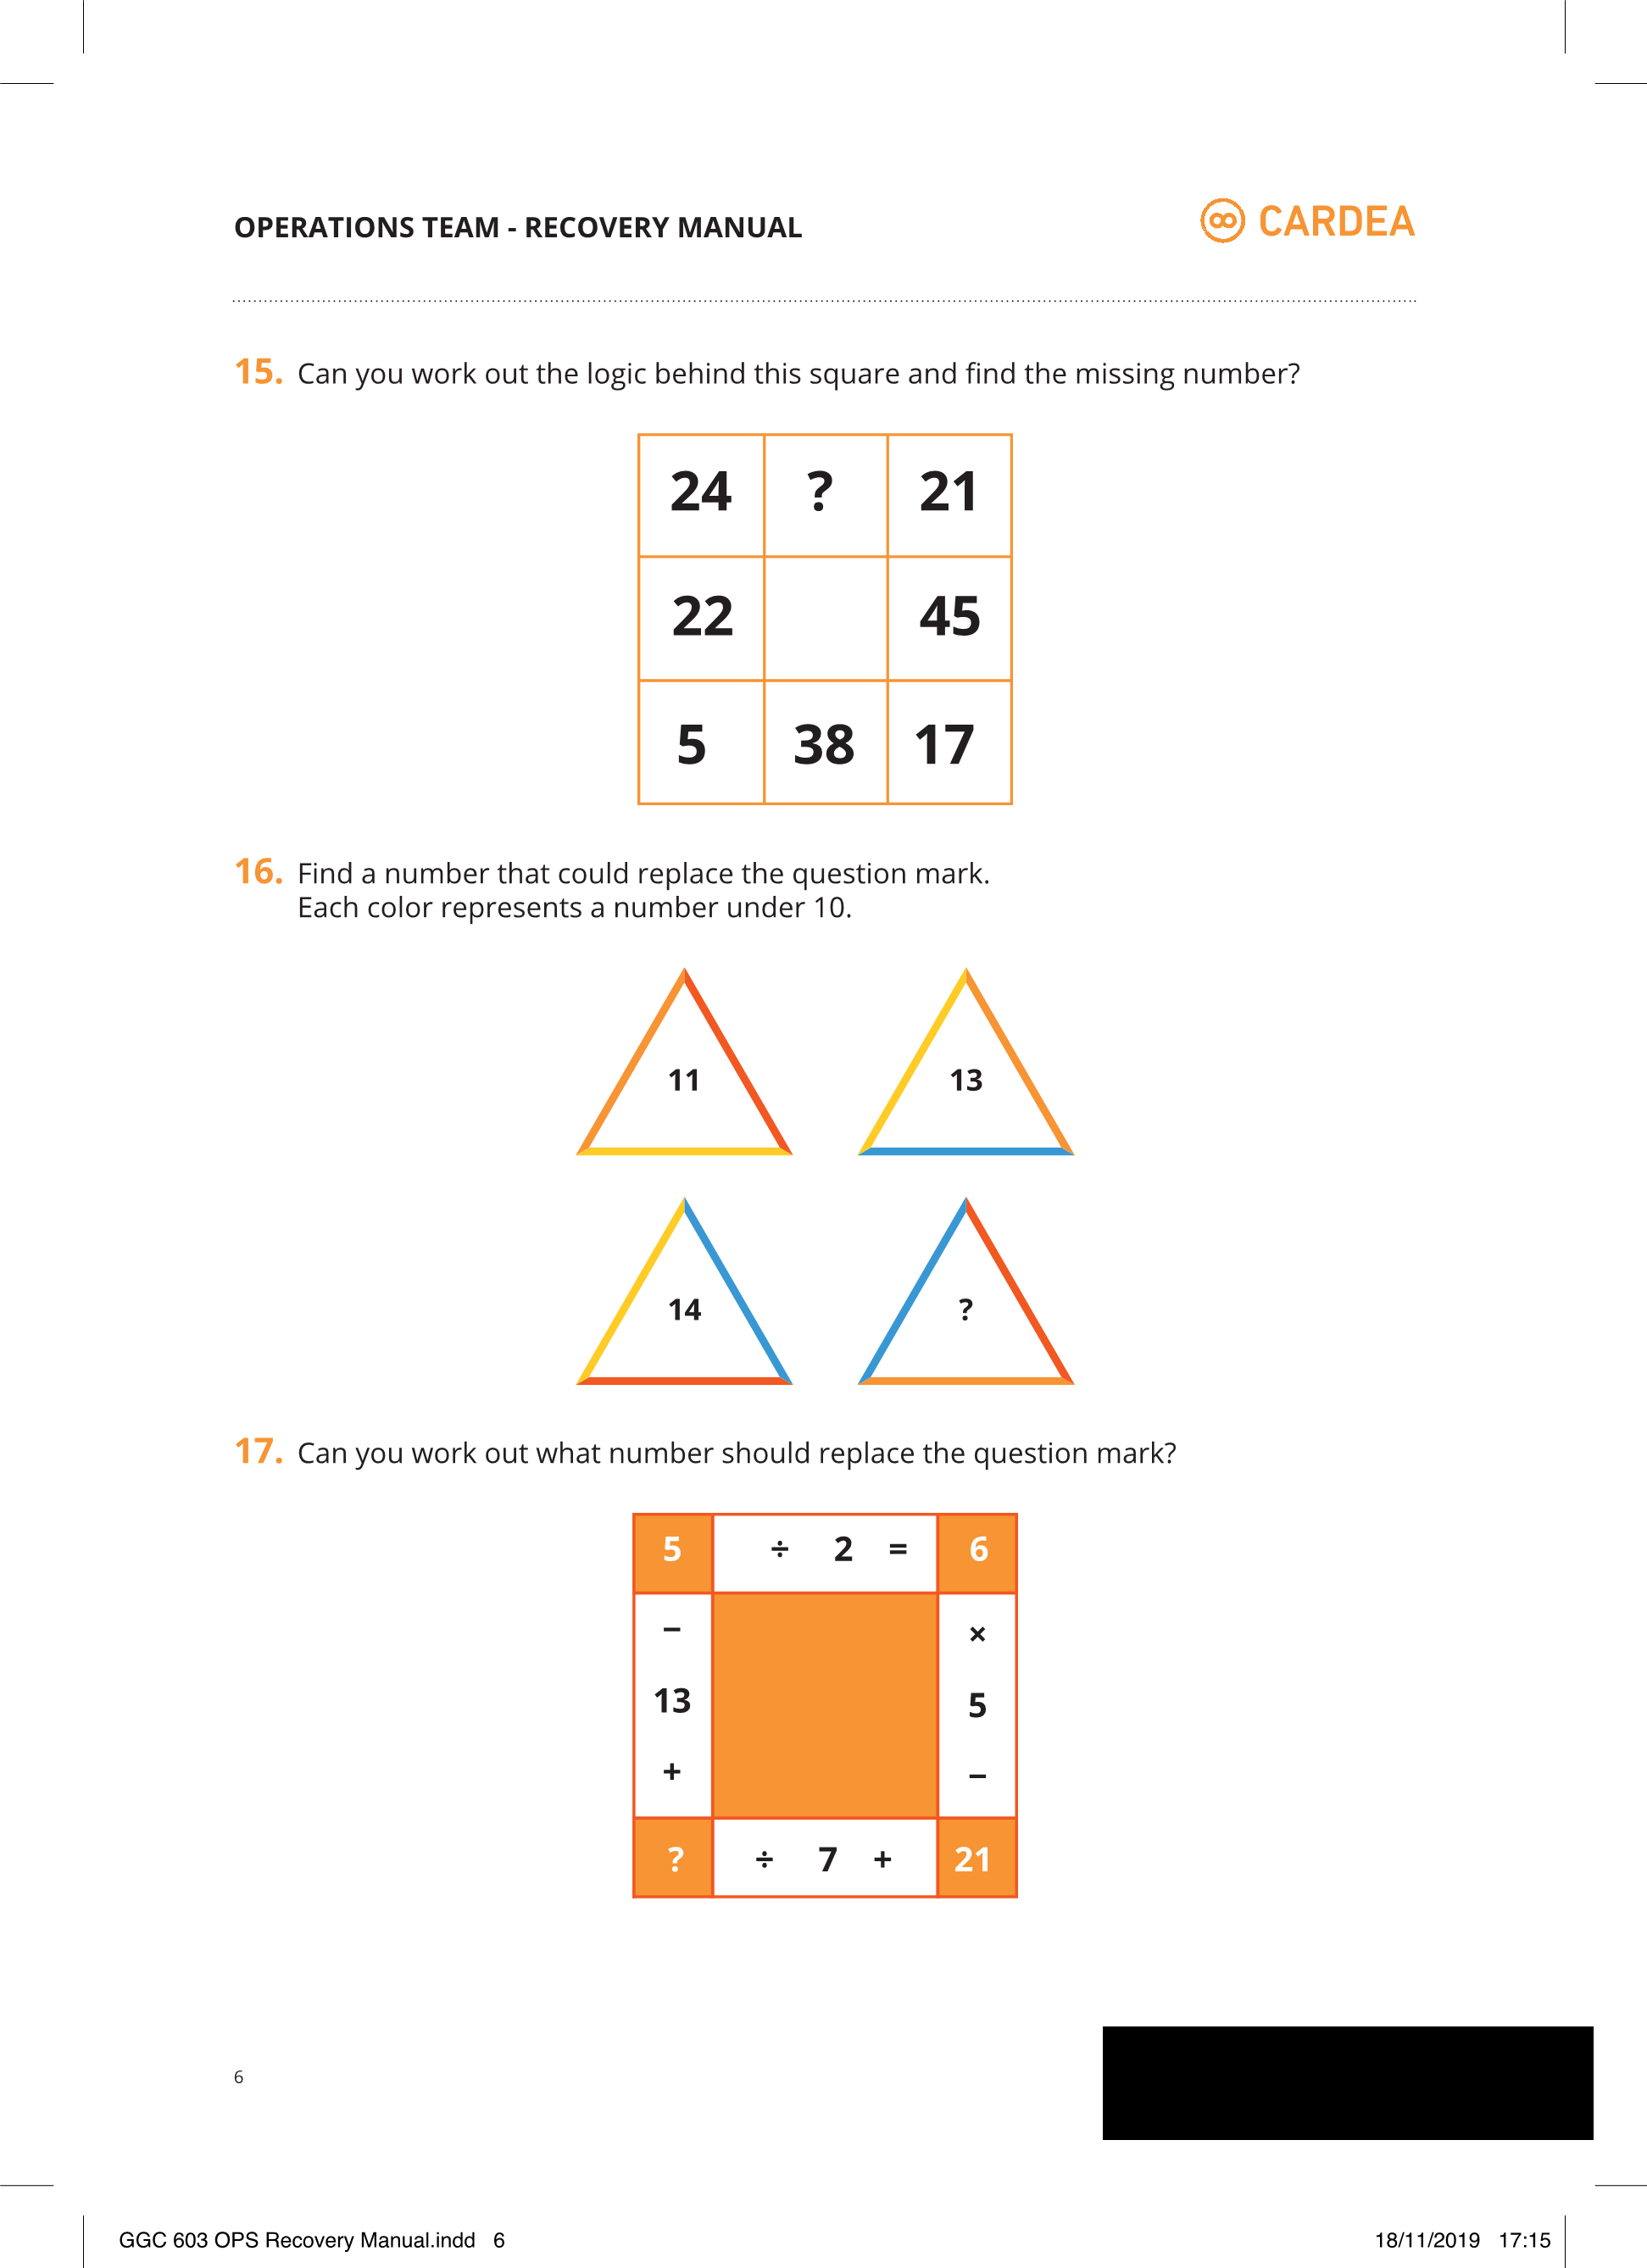 OPERATIONS TEAM - RECOVERY MANUAL
CARDEA
15. Can you work out the logic behind this square and find the missing number?
24 ? 21
22 45
5 38 17
16. Find a number that could replace the question mark.
Each color represents a number under 10.
11 13
14 ?
17. Can you work out what number should replace the question mark?
5 ÷ 2 = 6
– ×
13 5
+ –
? ÷ 7 + 21
6
GGC 603 OPS Recovery Manual.indd 6 18/11/2019 17:15